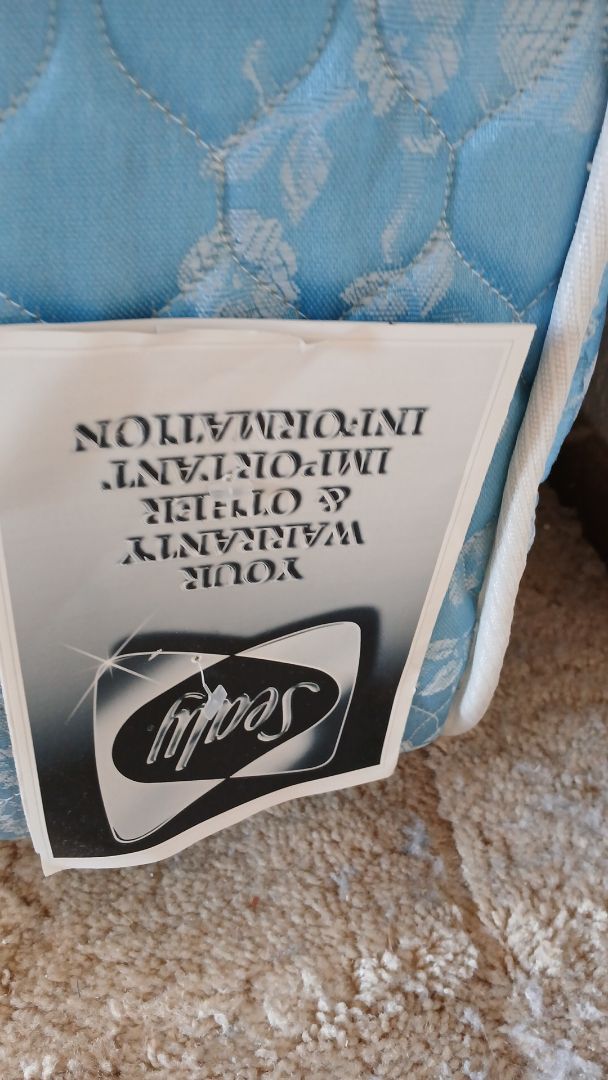 Sealy
YOUR
WARRANTY
& OTHER
IMPORTANT
INFORMATION